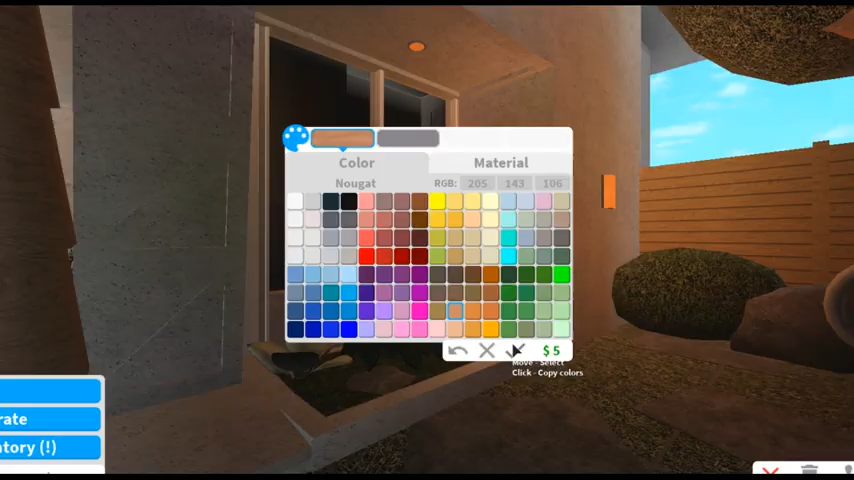 Color
Material
Nougat
RGB:
205
143
106
$ 5
Move - Select
Click - Copy colors
rate
tory (!)